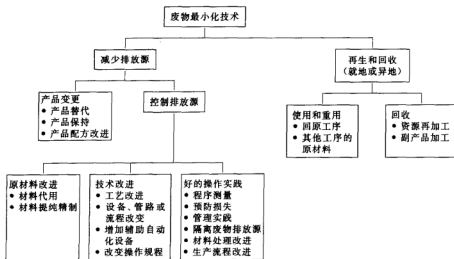 废物最小化技术
减少排放源
再生和回收
(就地或异地)
产品变更
• 产品替代
• 产品保持
• 产品配方改进
控制排放源
使用和重用
• 回原工序
• 其他工序的
原材料
回收
• 资源再加工
• 副产品加工
原材料改进
• 材料代用
• 材料提纯精制
技术改进
• 工艺改进
• 设备、管路或
流程改变
• 增加辅助自动
化设备
• 改变操作规程
好的操作实践
• 程序测量
• 预防损失
• 管理实践
• 隔离废物排放源
• 材料处理改进
• 生产流程改进